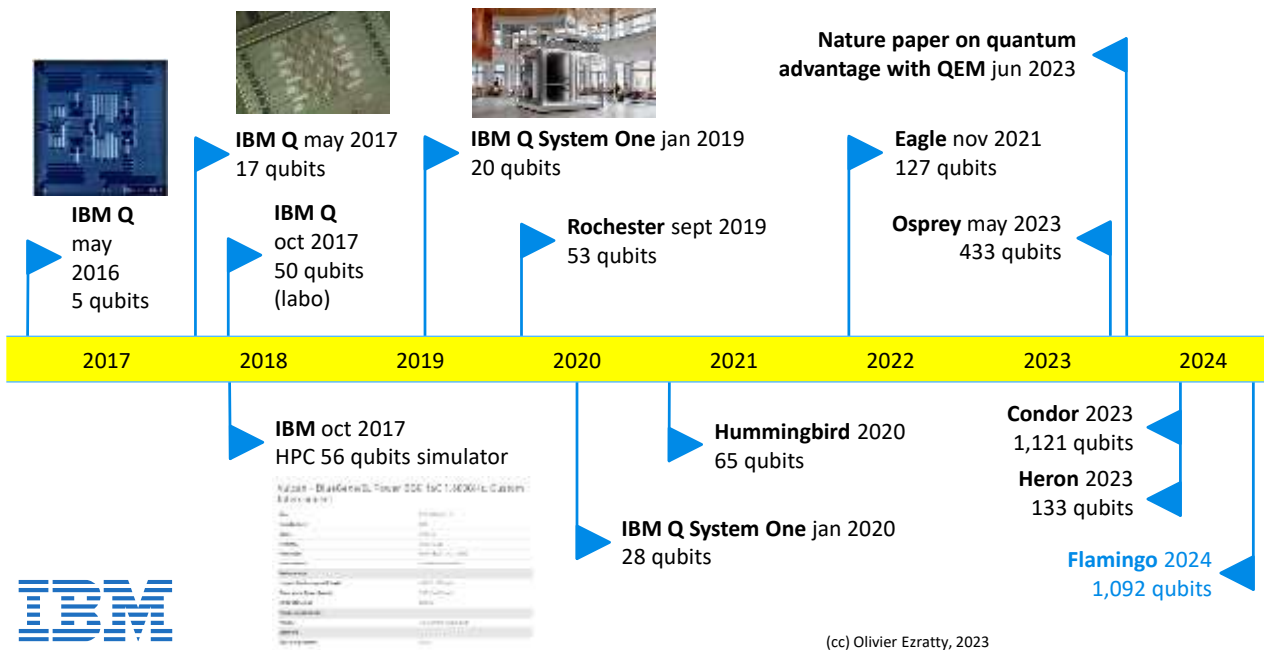 Nature paper on quantum
advantage with QEM jun 2023
IBM Q may 2017
17 qubits
IBM Q System One jan 2019
20 qubits
Eagle nov 2021
127 qubits
IBM Q
may
2016
5 qubits
IBM Q
oct 2017
50 qubits
(labo)
Rochester sept 2019
53 qubits
Osprey may 2023
433 qubits
2017 2018 2019 2020 2021 2022 2023 2024
IBM oct 2017
HPC 56 qubits simulator
Hummingbird 2020
65 qubits
Condor 2023
1,121 qubits
Heron 2023
133 qubits
IBM Q System One jan 2020
28 qubits
Flamingo 2024
1,092 qubits
IBM
(cc) Olivier Ezratty, 2023